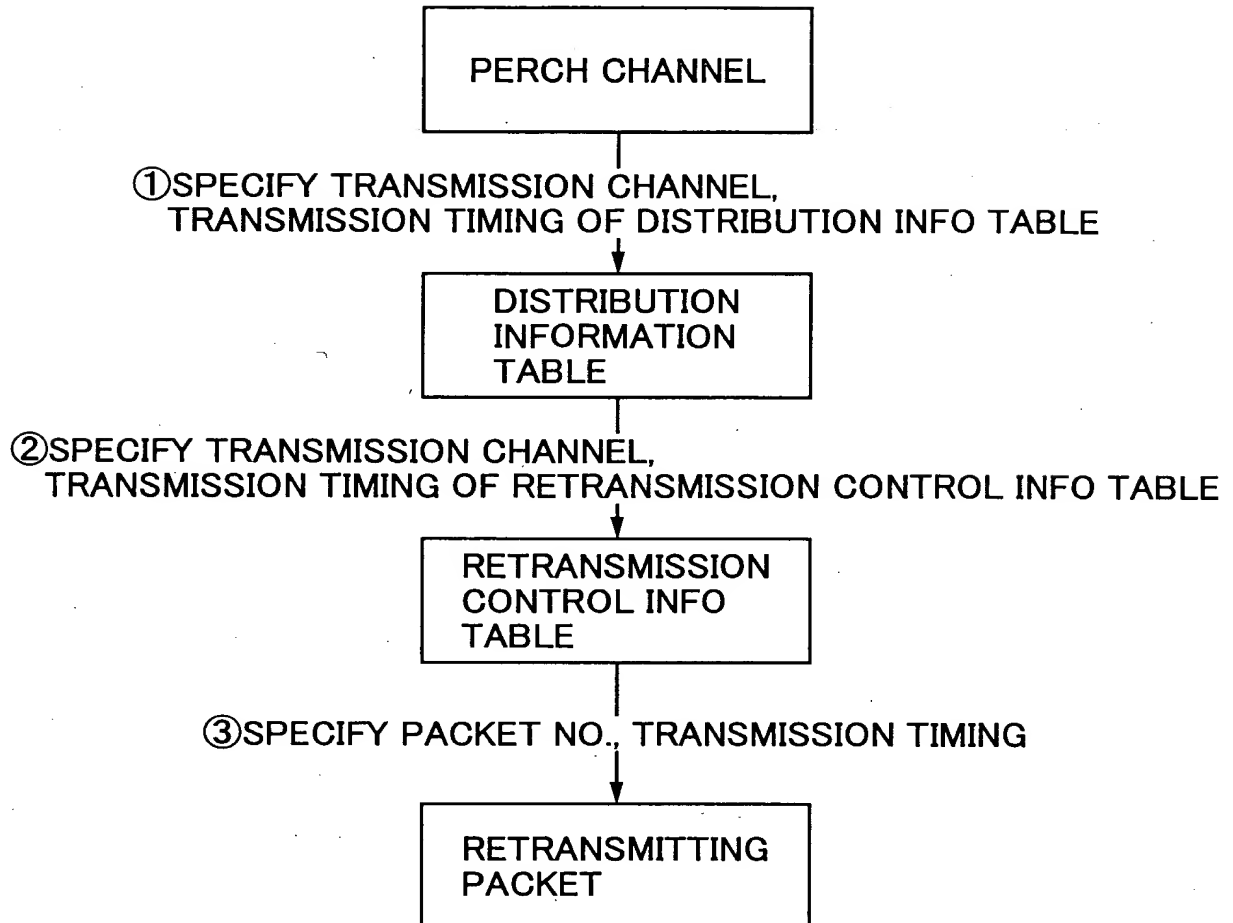 PERCH CHANNEL
①SPECIFY TRANSMISSION CHANNEL,
TRANSMISSION TIMING OF DISTRIBUTION INFO TABLE
DISTRIBUTION
INFORMATION
TABLE
②SPECIFY TRANSMISSION CHANNEL,
TRANSMISSION TIMING OF RETRANSMISSION CONTROL INFO TABLE
RETRANSMISSION
CONTROL INFO
TABLE
③SPECIFY PACKET NO., TRANSMISSION TIMING
RETRANSMITTING
PACKET